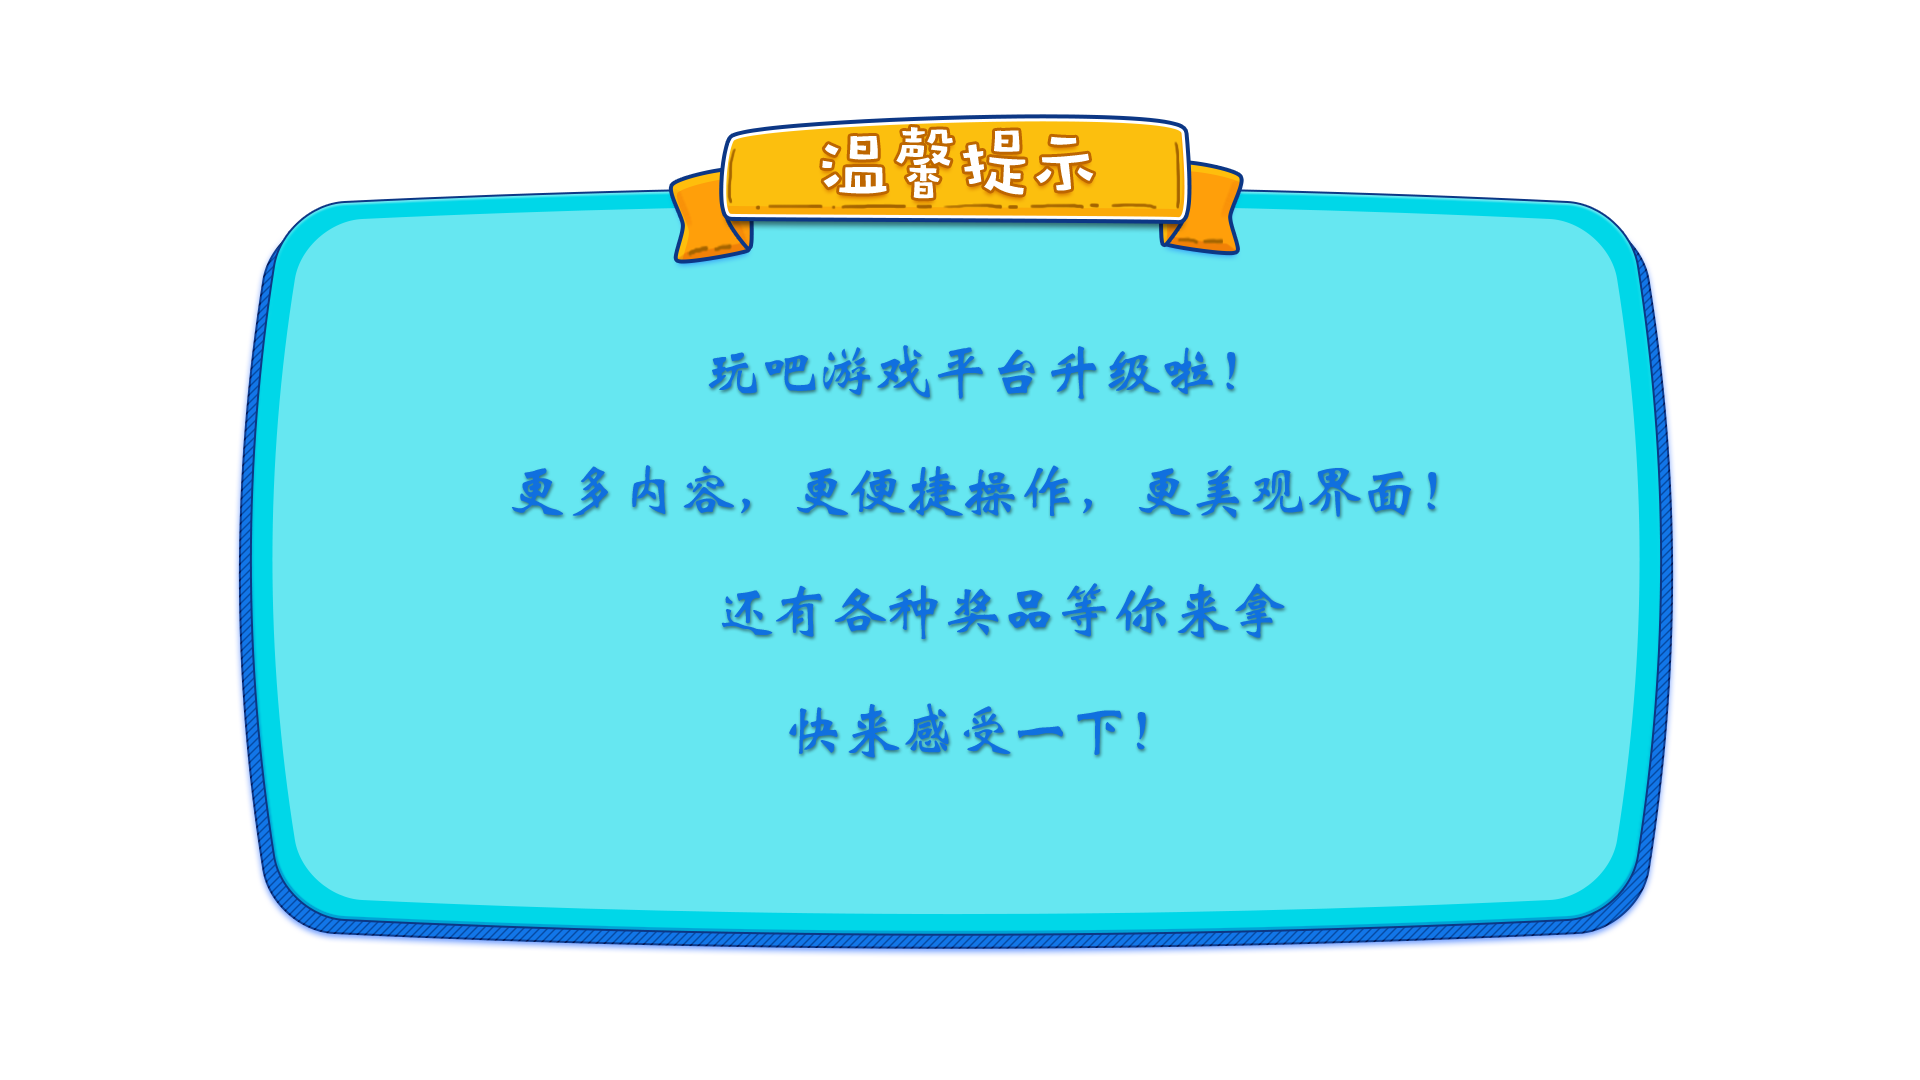 温馨提示
玩吧游戏平台升级啦！
更多内容，更便捷操作，更美观界面！
还有各种奖品等你来拿
快来感受一下！